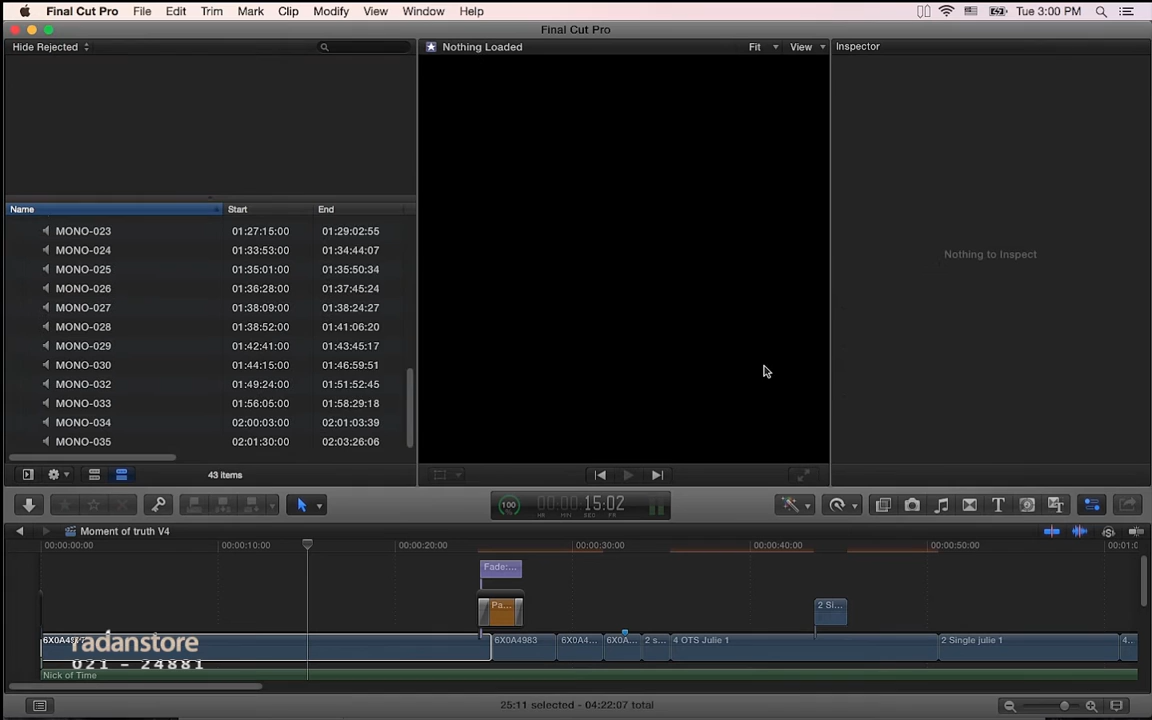 Final Cut Pro File Edit Trim Mark Clip Modify View Window Help Tue 3:00 PM
Final Cut Pro
Hide Rejected Nothing Loaded Fit View Inspector
Name Start End
MONO-023 01:27:15:00 01:29:02:55
MONO-024 01:33:53:00 01:34:44:07
MONO-025 01:35:01:00 01:35:50:34
MONO-026 01:36:28:00 01:37:45:24
MONO-027 01:38:09:00 01:38:24:27
MONO-028 01:38:52:00 01:41:06:20
MONO-029 01:42:41:00 01:43:45:17
MONO-030 01:44:15:00 01:46:59:51
MONO-032 01:49:24:00 01:51:52:45
MONO-033 01:56:05:00 01:58:29:18
MONO-034 02:00:03:00 02:01:03:39
MONO-035 02:01:30:00 02:03:26:06
Nothing to Inspect
43 items
100 00:00:15:02
HR MIN SEC FR
Moment of truth V4
00:00:00:00 00:00:10:00 00:00:20:00 00:00:30:00 00:00:40:00 00:00:50:00 00:01:0
Fade:...
Pa... 2 Si...
6X0A4983 6X0A4... 6X0A... 2 s... 4 OTS Julie 1 2 Single julie 1 4..
radanstore
021 - 24881
Nick of Time
25:11 selected - 04:22:07 total